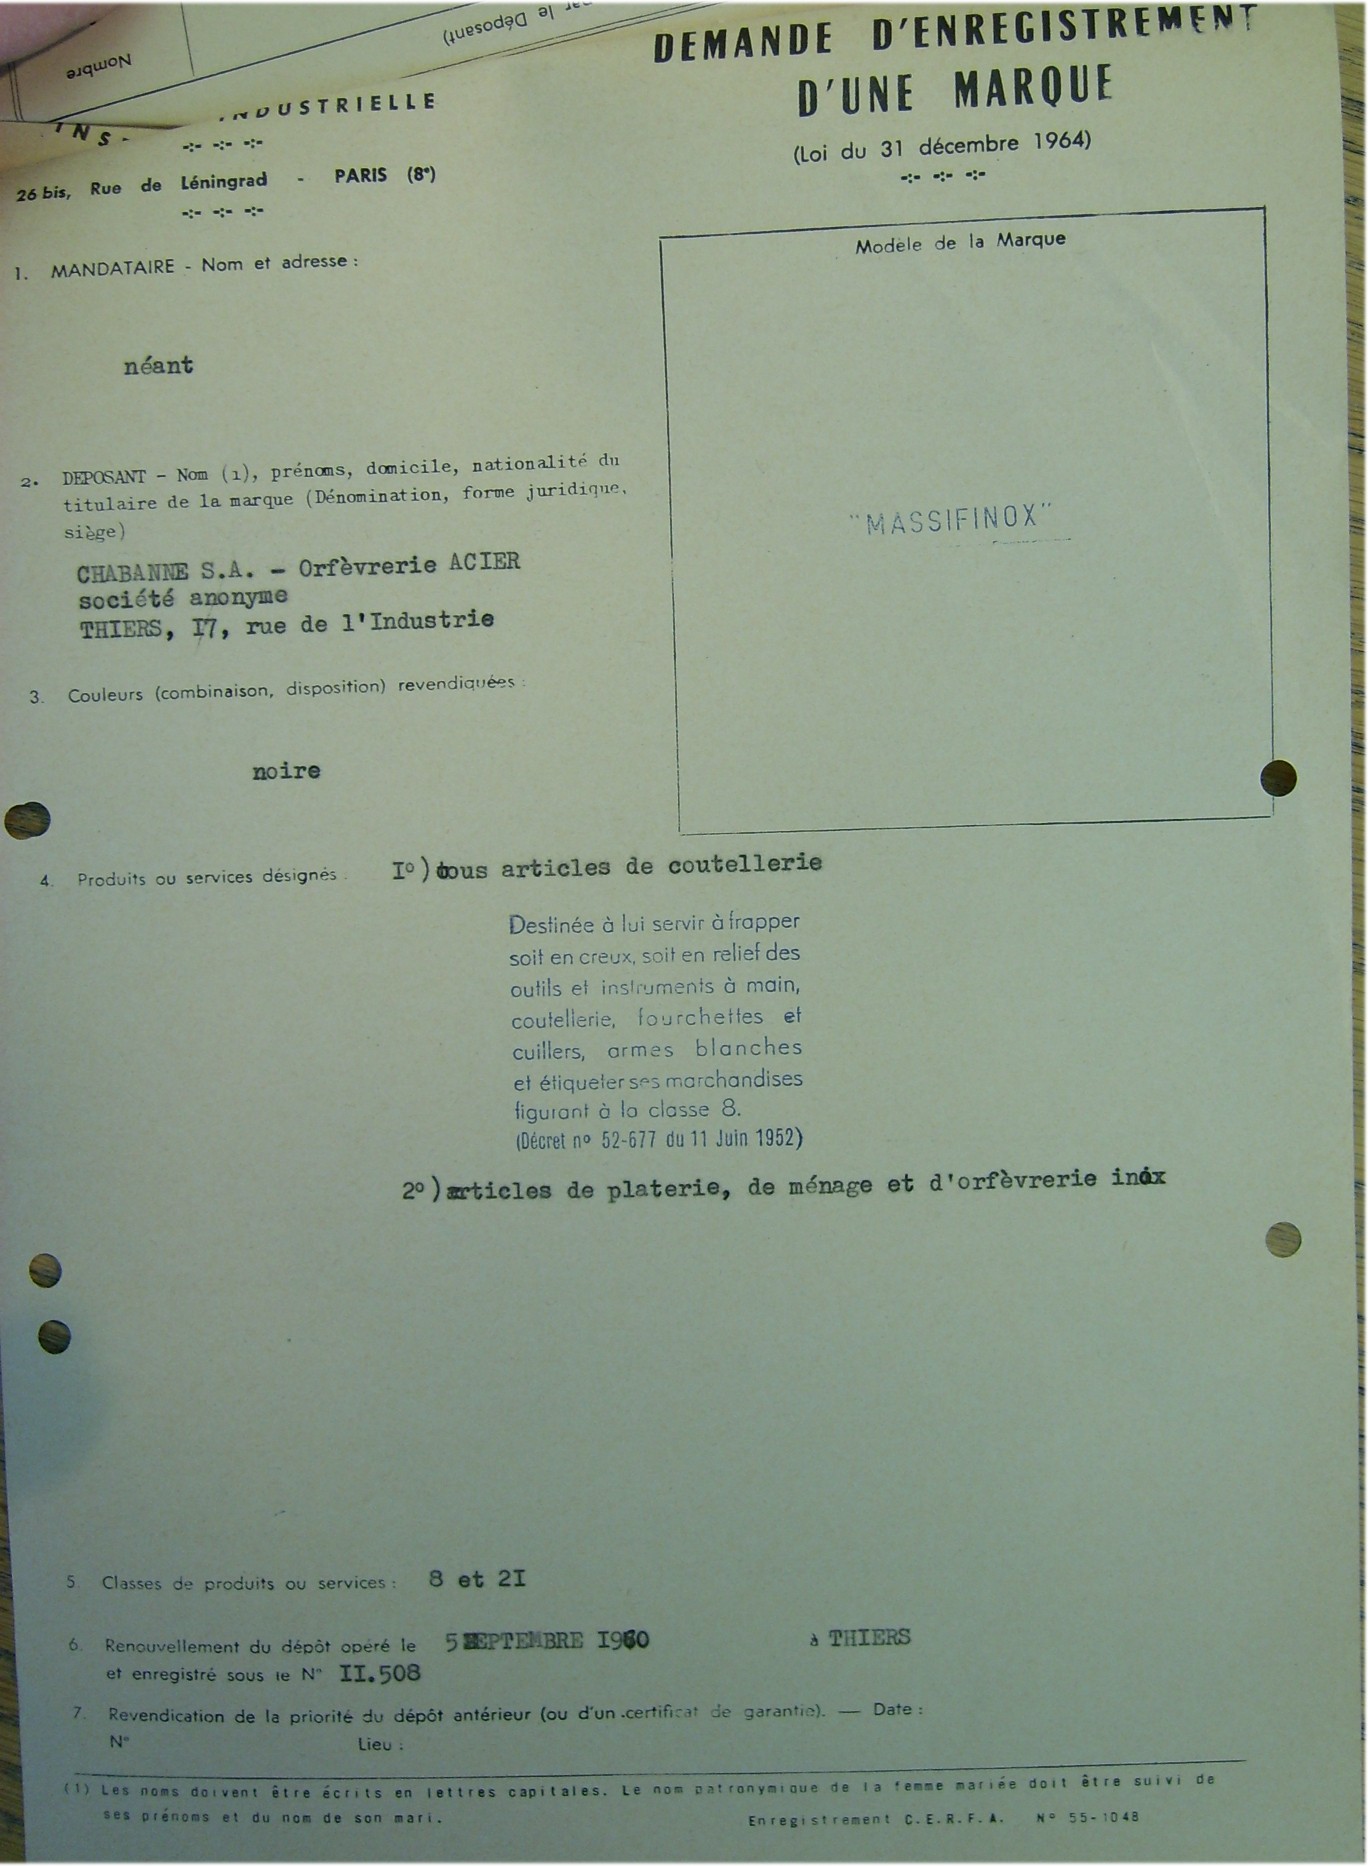 Nombre
le Déposant)
DEMANDE D'ENREGISTREMENT
D'UNE MARQUE
(Loi du 31 décembre 1964)
-:- -:- -:-
INDUSTRIELLE
-:- -:- -:-
26 bis, Rue de Léningrad - PARIS (8e)
-:- -:- -:-
1. MANDATAIRE - Nom et adresse :
néant
Modèle de la Marque
"MASSIFINOX"
2. DEPOSANT - Nom (1), prénoms, domicile, nationalité du
titulaire de la marque (Dénomination, forme juridique,
siège)
CHABANNE S.A. - Orfèvrerie ACIER
société anonyme
THIERS, I7, rue de l'Industrie
3. Couleurs (combinaison, disposition) revendiquées :
noire
4. Produits ou services désignés : I°) tous articles de coutellerie
Destinée à lui servir à frapper
soit en creux, soit en relief des
outils et instruments à main,
coutellerie, fourchettes et
cuillers, armes blanches
et étiqueter ses marchandises
figurant à la classe 8.
(Décret n° 52-677 du 11 Juin 1952)
2°) articles de platerie, de ménage et d'orfèvrerie inox
5. Classes de produits ou services : 8 et 2I
6. Renouvellement du dépôt opéré le 5 SEPTEMBRE I960 à THIERS
et enregistré sous le N° II.508
7. Revendication de la priorité du dépôt antérieur (ou d'un certificat de garantie). — Date :
N° Lieu :
(1) Les noms doivent être écrits en lettres capitales. Le nom patronymique de la femme mariée doit être suivi de
ses prénoms et du nom de son mari.
Enregistrement C.E.R.F.A. N° 55-1048